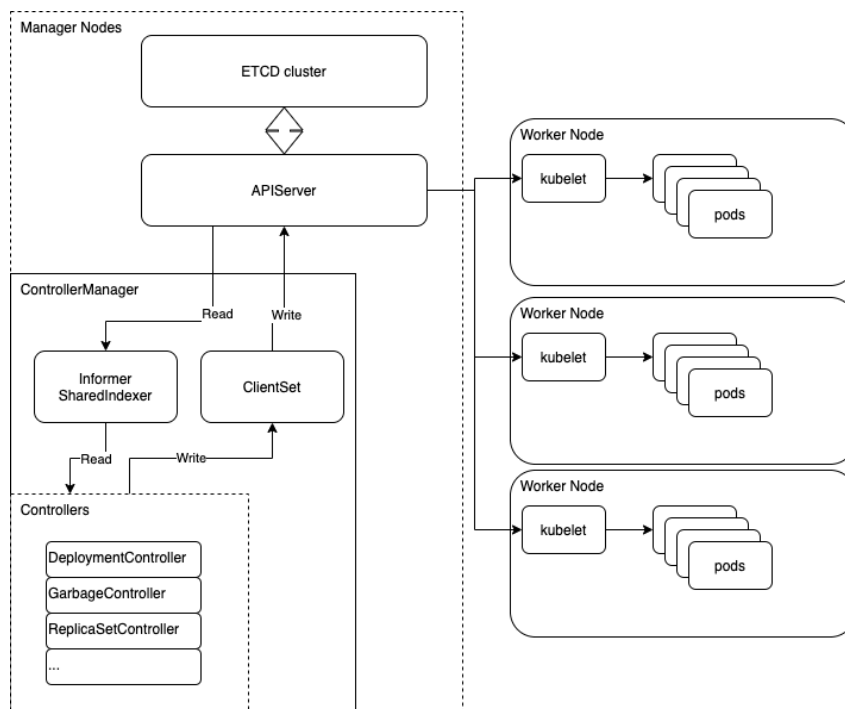 Manager Nodes
ETCD cluster
APIServer
ControllerManager
Read
Write
Informer
SharedIndexer
ClientSet
Read
Write
Controllers
DeploymentController
GarbageController
ReplicaSetController
...
Worker Node
kubelet
pods
Worker Node
kubelet
pods
Worker Node
kubelet
pods